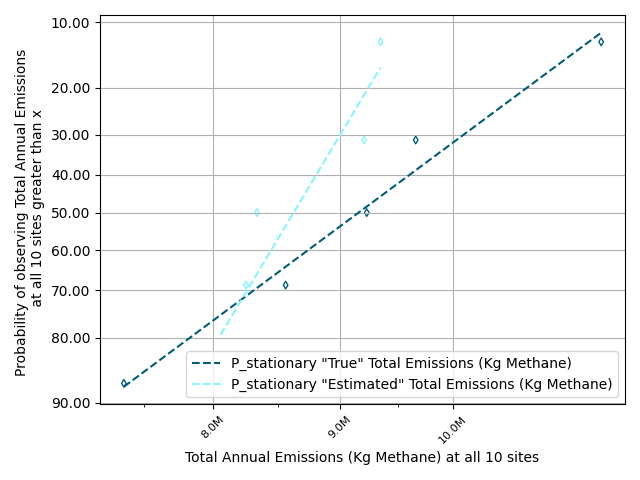 10.00
20.00
30.00
40.00
50.00
60.00
70.00
80.00
90.00
Probability of observing Total Annual Emissions
at all 10 sites greater than x
P_stationary "True" Total Emissions (Kg Methane)
P_stationary "Estimated" Total Emissions (Kg Methane)
8.0M
9.0M
10.0M
Total Annual Emissions (Kg Methane) at all 10 sites